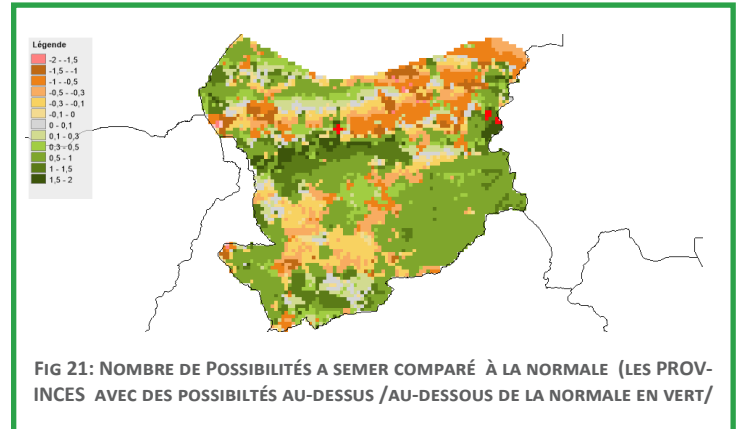 Légende
-2 - -1,5
-1,5 - -1
-1 - -0,5
-0,5 - -0,3
-0,3 - -0,1
-0,1 - 0
0 - 0,1
0,1 - 0,3
0,3 - 0,5
0,5 - 1
1 - 1,5
1,5 - 2
FIG 21: NOMBRE DE POSSIBILITÉS A SEMER COMPARÉ À LA NORMALE (LES PROV-
INCES AVEC DES POSSIBILTÉS AU-DESSUS /AU-DESSOUS DE LA NORMALE EN VERT/